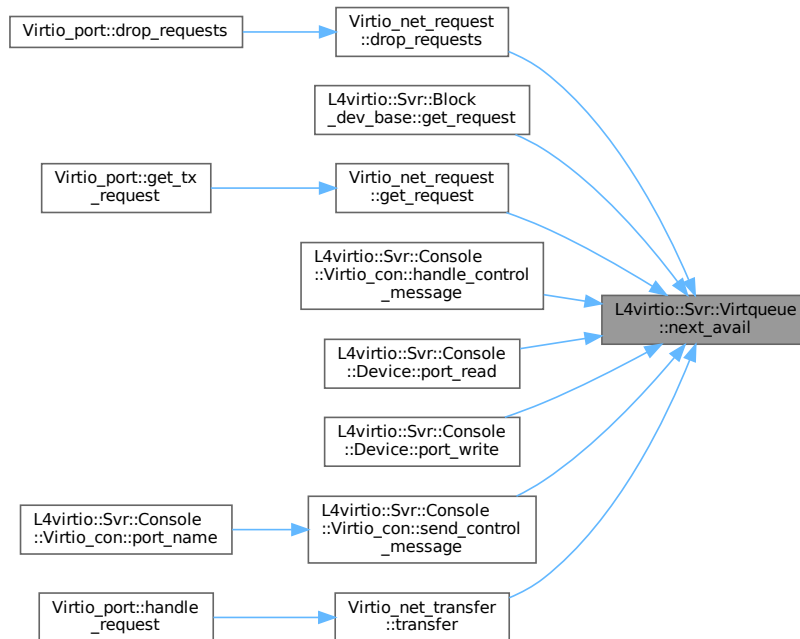 Virtio_port::drop_requests
Virtio_net_request
::drop_requests
L4virtio::Svr::Block
_dev_base::get_request
Virtio_port::get_tx
_request
Virtio_net_request
::get_request
L4virtio::Svr::Console
::Virtio_con::handle_control
_message
L4virtio::Svr::Virtqueue
::next_avail
L4virtio::Svr::Console
::Device::port_read
L4virtio::Svr::Console
::Device::port_write
L4virtio::Svr::Console
::Virtio_con::port_name
L4virtio::Svr::Console
::Virtio_con::send_control
_message
Virtio_port::handle
_request
Virtio_net_transfer
::transfer